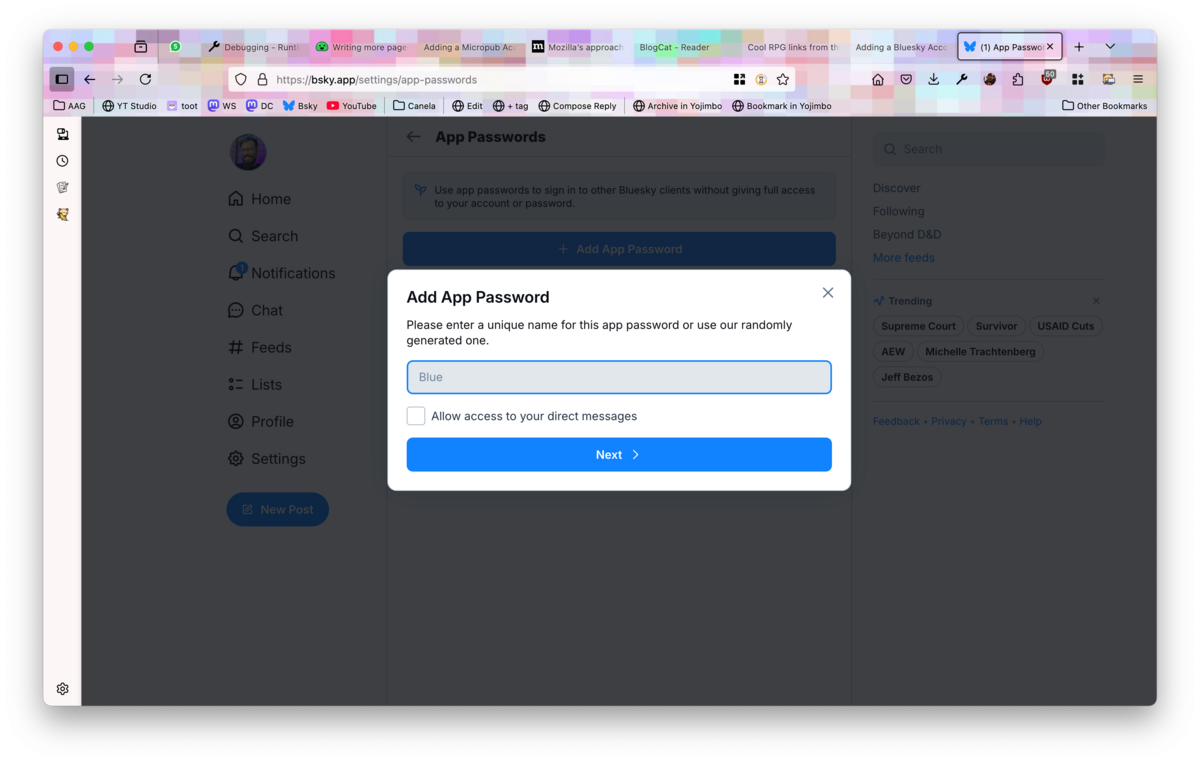 5
Debugging - Runti
Writing more page
Adding a Micropub Acc
m
Mozilla's approach
BlogCat - Reader
Cool RPG links from th
Adding a Bluesky Acco
(1) App Passwo
https://bsky.app/settings/app-passwords
50
AAG
YT Studio
toot
WS
DC
Bsky
YouTube
Canela
Edit
+ tag
Compose Reply
Archive in Yojimbo
Bookmark in Yojimbo
Other Bookmarks
Home
Search
1
Notifications
Chat
Feeds
Lists
Profile
Settings
New Post
App Passwords
Use app passwords to sign in to other Bluesky clients without giving full access
to your account or password.
+ Add App Password
Add App Password
Please enter a unique name for this app password or use our randomly
generated one.
Blue
Allow access to your direct messages
Next
Search
Discover
Following
Beyond D&D
More feeds
Trending
Supreme Court
Survivor
USAID Cuts
AEW
Michelle Trachtenberg
Jeff Bezos
Feedback • Privacy • Terms • Help